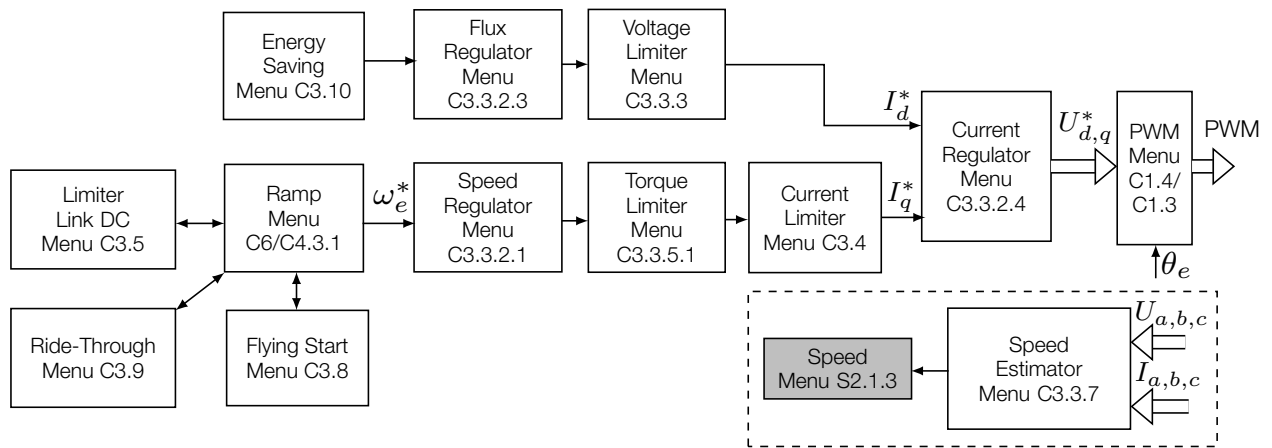 Energy
Saving
Menu C3.10
Flux
Regulator
Menu
C3.3.2.3
Voltage
Limiter
Menu
C3.3.3
I*d
Current
Regulator
Menu
C3.3.2.4
U*d,q
PWM
Menu
C1.4/
C1.3
PWM
Limiter
Link DC
Menu C3.5
Ramp
Menu
C6/C4.3.1
ω*e
Speed
Regulator
Menu
C3.3.2.1
Torque
Limiter
Menu
C3.3.5.1
Current
Limiter
Menu C3.4
I*q
θe
Ride-Through
Menu C3.9
Flying Start
Menu C3.8
Speed
Menu S2.1.3
Speed
Estimator
Menu C3.3.7
Ua,b,c
Ia,b,c